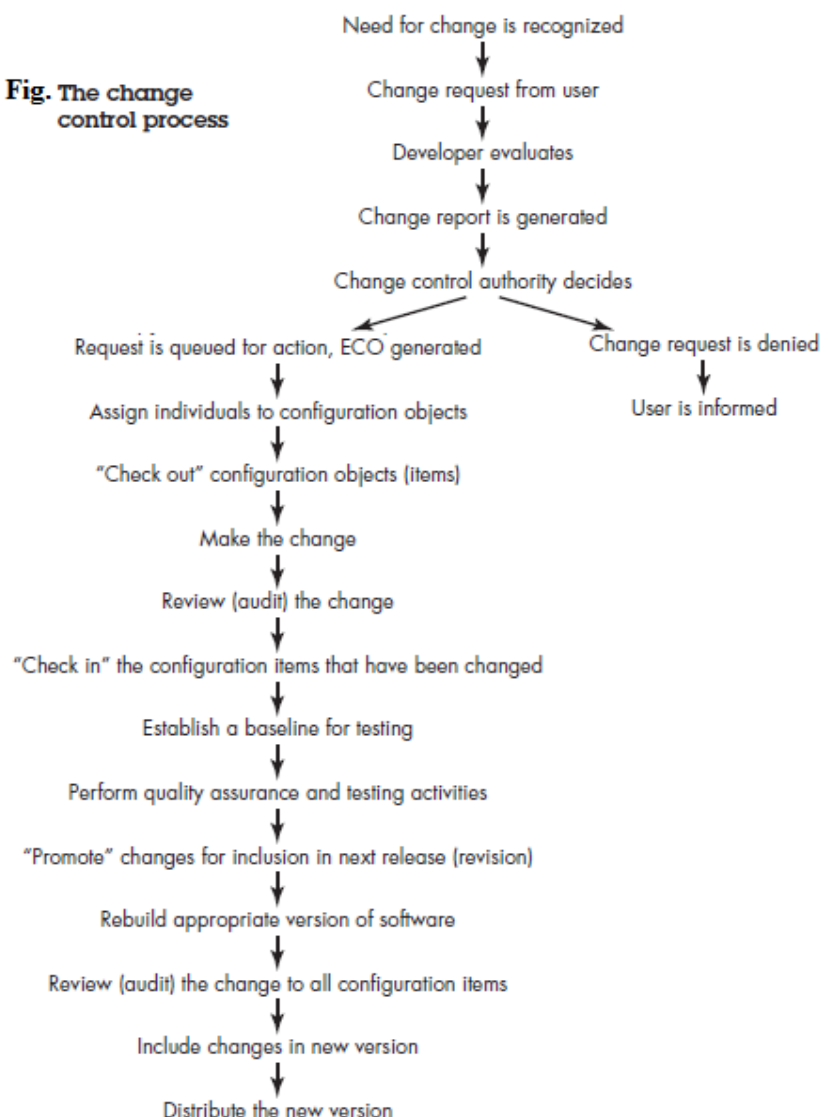 Need for change is recognized
Fig. The change
control process
Change request from user
Developer evaluates
Change report is generated
Change control authority decides
Request is queued for action, ECO generated
Change request is denied
Assign individuals to configuration objects
User is informed
"Check out" configuration objects (items)
Make the change
Review (audit) the change
"Check in" the configuration items that have been changed
Establish a baseline for testing
Perform quality assurance and testing activities
"Promote" changes for inclusion in next release (revision)
Rebuild appropriate version of software
Review (audit) the change to all configuration items
Include changes in new version
Distribute the new version